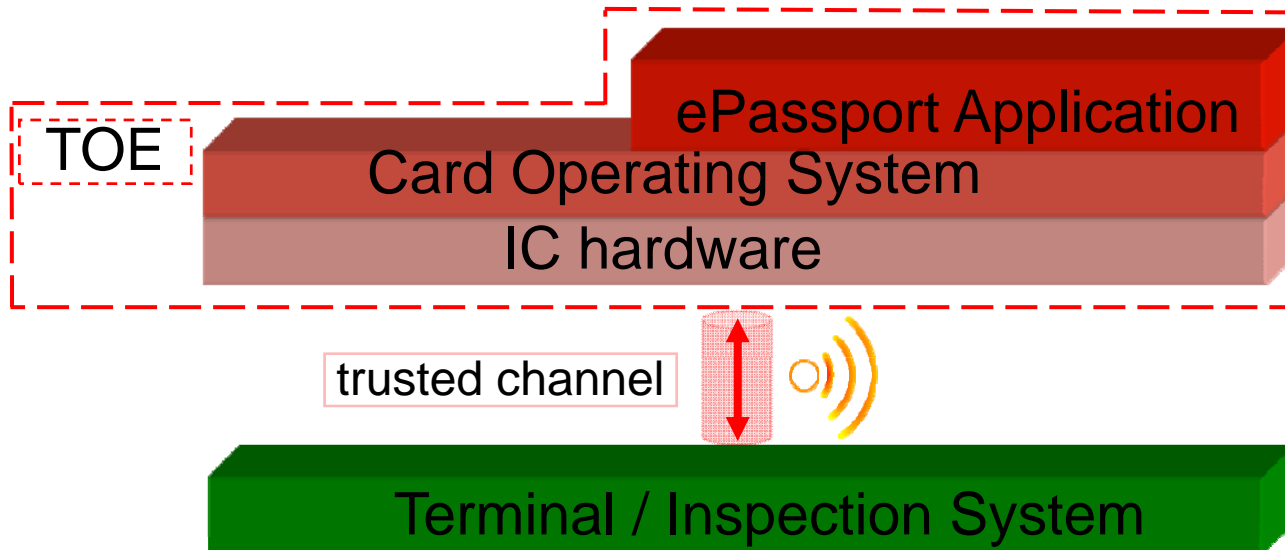 ePassport Application
TOE
Card Operating System
IC hardware
trusted channel
Terminal / Inspection System